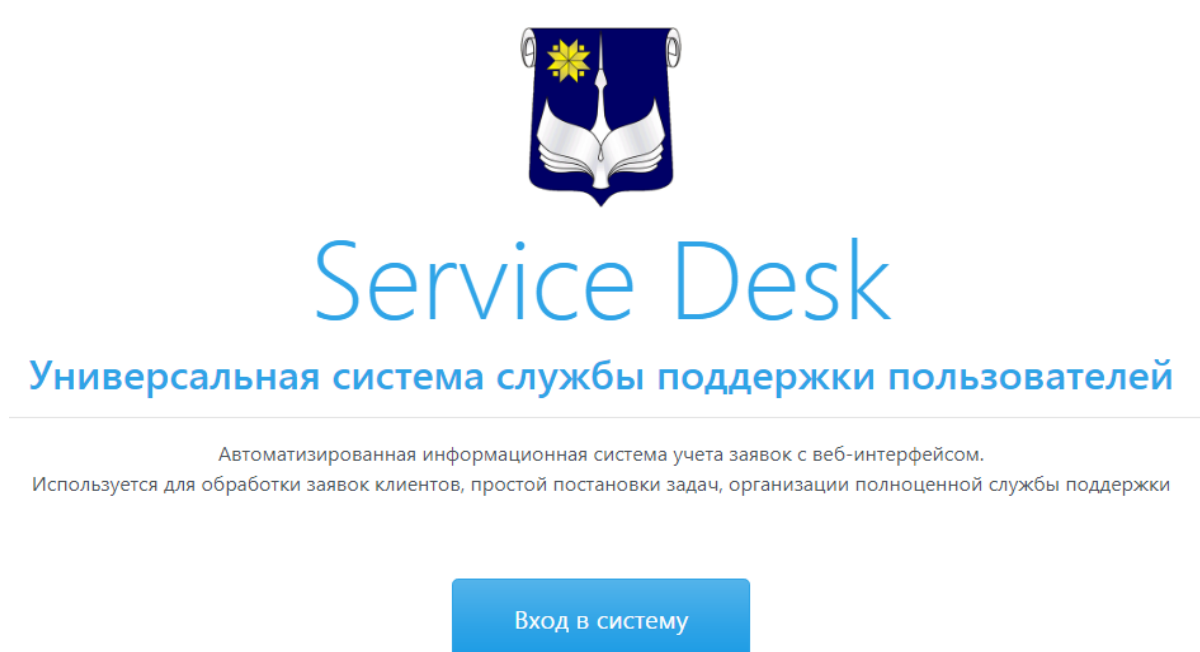 Service Desk
Универсальная система службы поддержки пользователей
Автоматизированная информационная система учета заявок с веб-интерфейсом.
Используется для обработки заявок клиентов, простой постановки задач, организации полноценной службы поддержки
Вход в систему